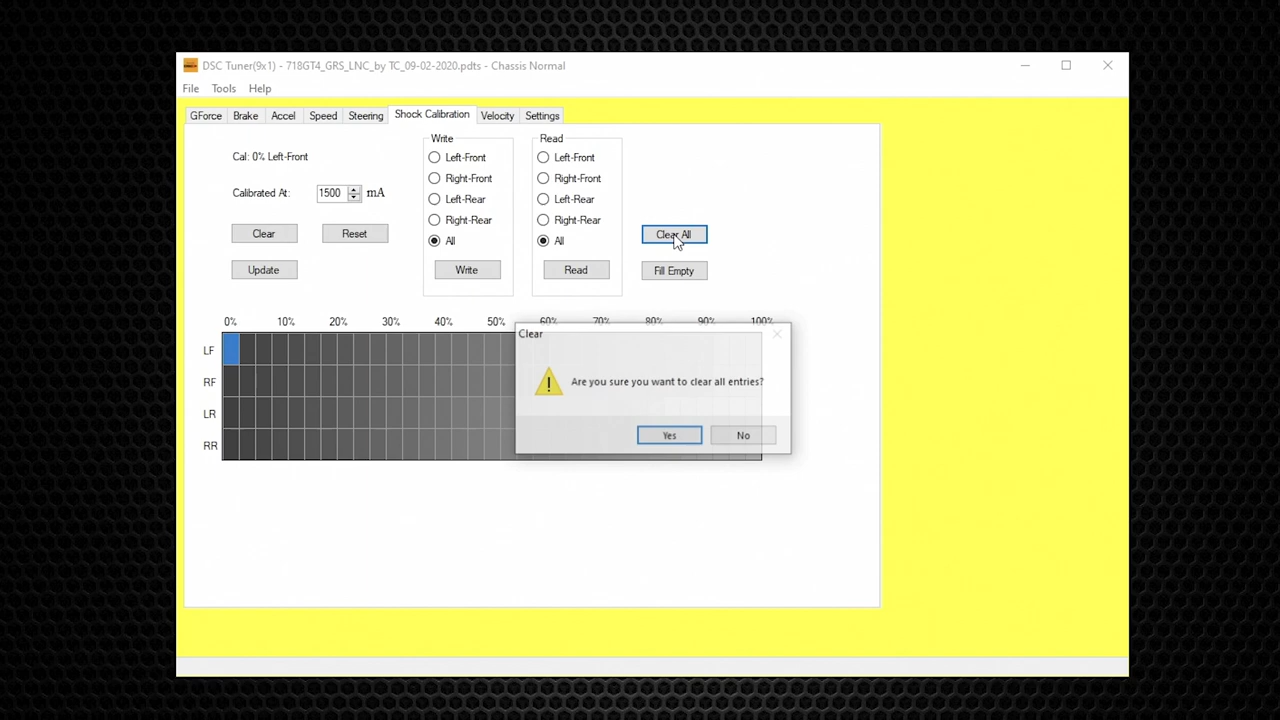 DSC Tuner(9x1) - 718GT4_GRS_LNC_by TC_09-02-2020.pdts - Chassis Normal
File Tools Help
GForce Brake Accel Speed Steering Shock Calibration Velocity Settings
Write Read
Cal: 0% Left-Front
Left-Front Left-Front
Right-Front Right-Front
Calibrated At: 1500 mA
Left-Rear Left-Rear
Right-Rear Right-Rear
Clear Reset Clear All
All All
Update Write Read Fill Empty
0% 10% 20% 30% 40% 50% 60% 70% 80% 90% 100%
Clear
LF
RF
Are you sure you want to clear all entries?
LR
Yes No
RR